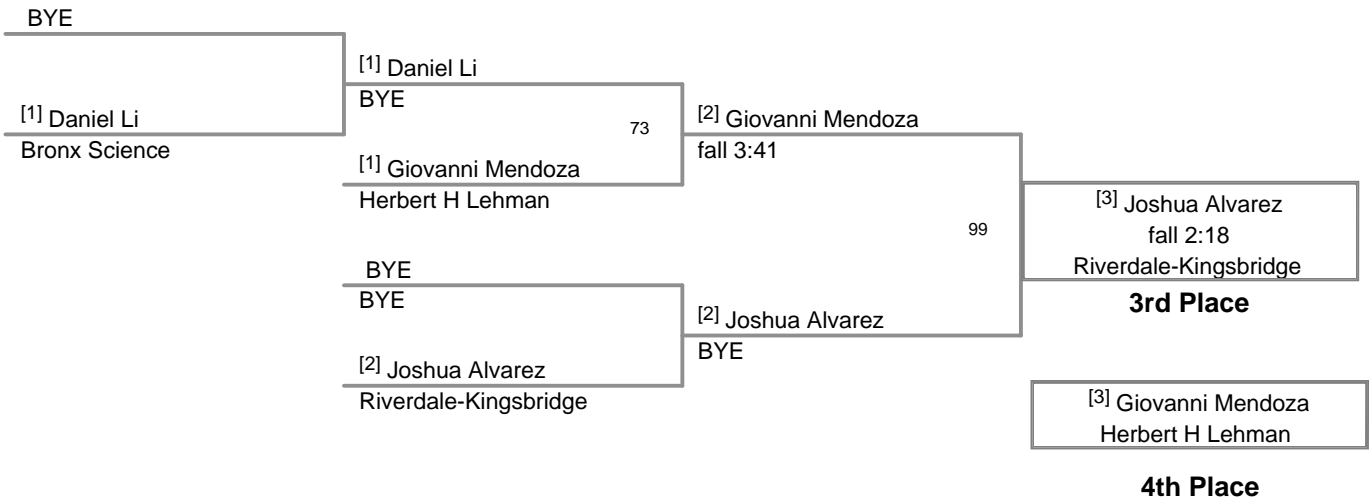 BYE
[1] Daniel Li
Bronx Science
[1] Daniel Li
BYE
73
[1] Giovanni Mendoza
Herbert H Lehman
BYE
BYE
[2] Joshua Alvarez
Riverdale-Kingsbridge
[2] Giovanni Mendoza
fall 3:41
99
[2] Joshua Alvarez
BYE
[3] Joshua Alvarez
fall 2:18
Riverdale-Kingsbridge
3rd Place
[3] Giovanni Mendoza
Herbert H Lehman
4th Place